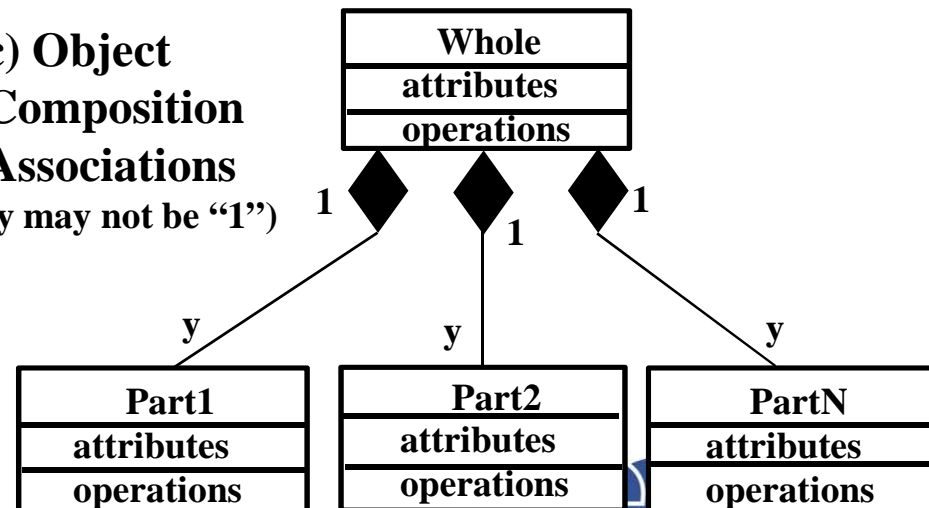 c) Object
Composition
Associations
y may not be “1”)
Whole
attributes
operations
1
1
1
y
y
y
Part1
attributes
operations
Part2
attributes
operations
PartN
attributes
operations